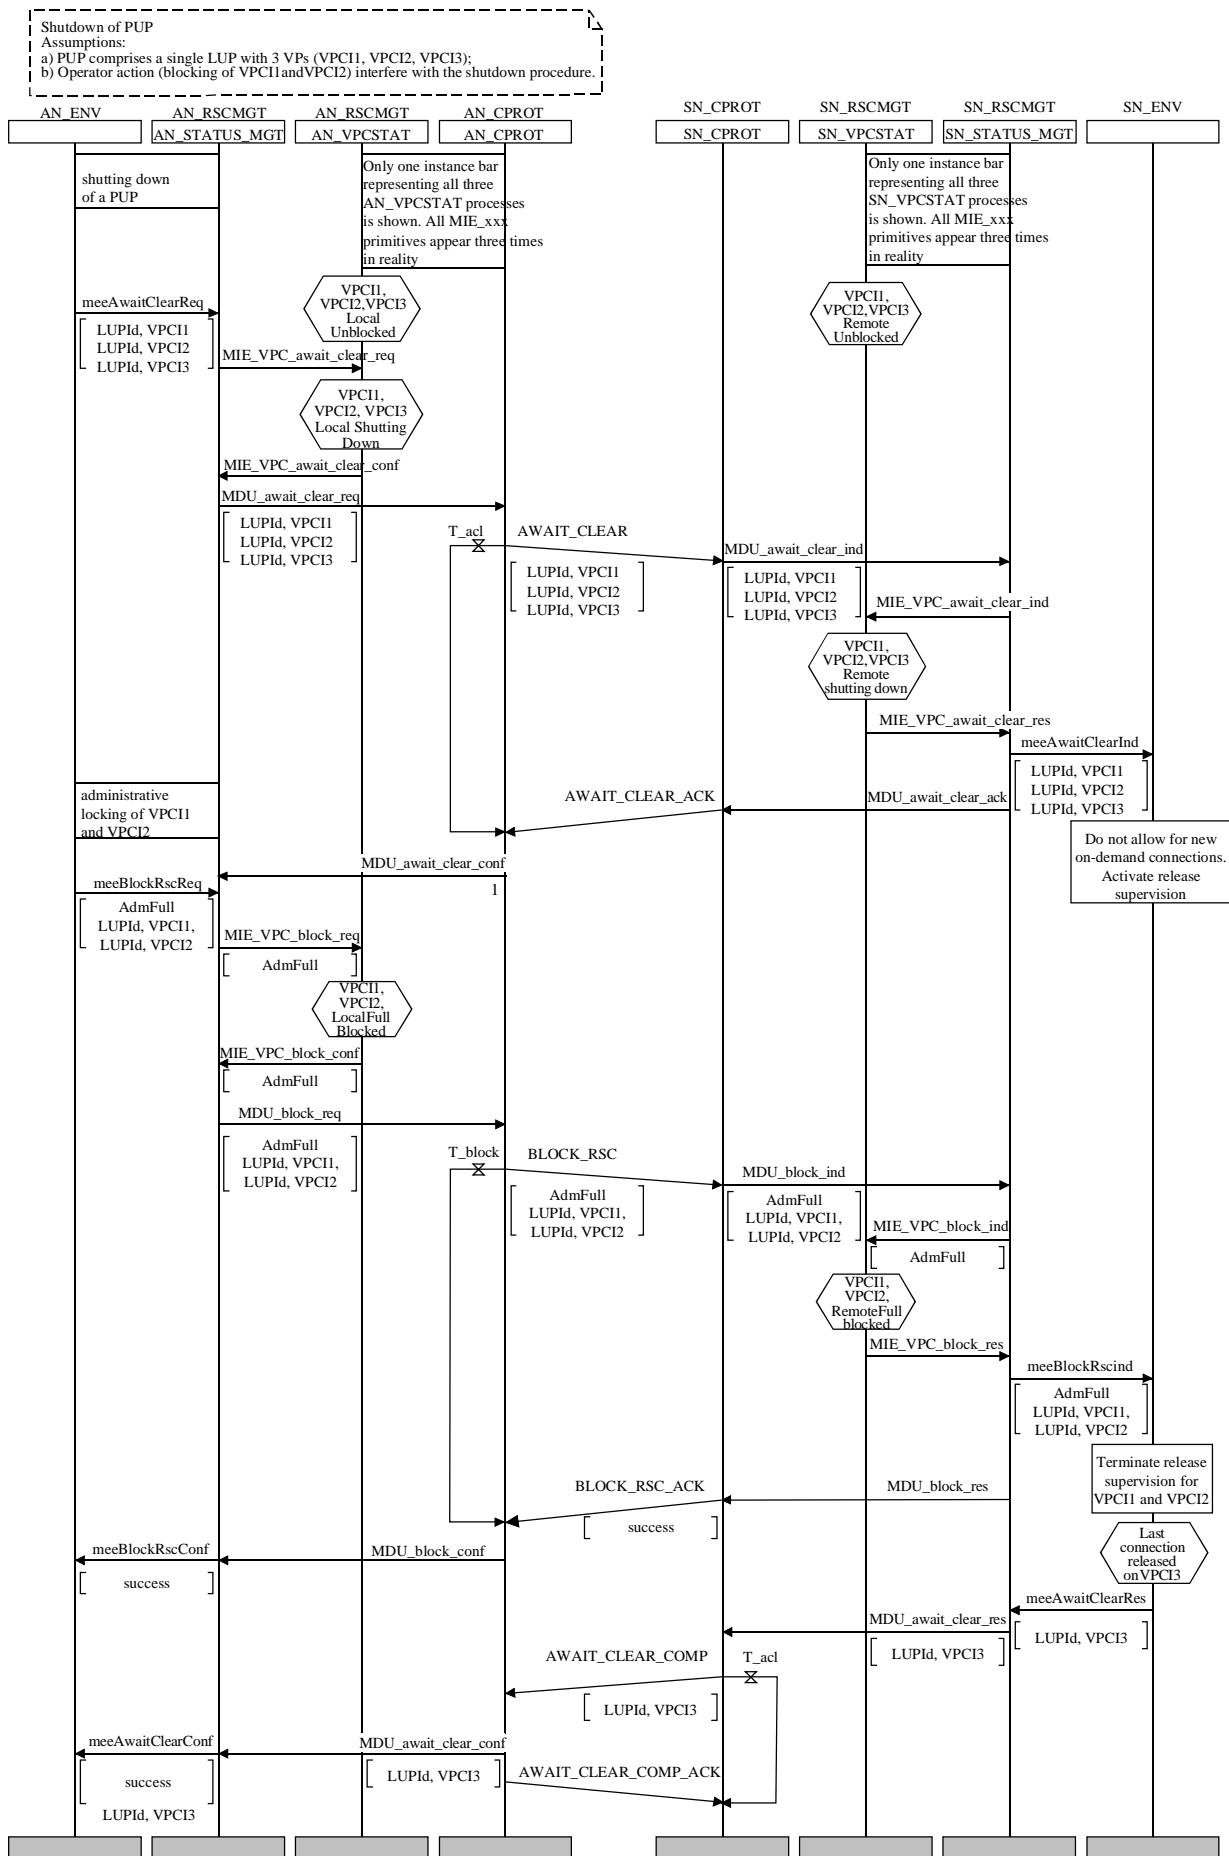 Shutdown of PUP
Assumptions:
a) PUP comprises a single LUP with 3 VPs (VPCI1, VPCI2, VPCI3);
b) Operator action (blocking of VPCI1andVPCI2) interfere with the shutdown procedure.
AN_ENV
AN_RSCMGT
AN_RSCMGT
AN_CPROT
SN_CPROT
SN_RSCMGT
SN_RSCMGT
SN_ENV
AN_STATUS_MGT
AN_VPCSTAT
AN_CPROT
SN_CPROT
SN_VPCSTAT
SN_STATUS_MGT
shutting down
of a PUP
Only one instance bar
representing all three
AN_VPCSTAT processes
is shown. All MIE_xxx
primitives appear three times
in reality
Only one instance bar
representing all three
SN_VPCSTAT processes
is shown. All MIE_xxx
primitives appear three times
in reality
VPCI1,
VPCI2,VPCI3
Local
Unblocked
VPCI1,
VPCI2,VPCI3
Remote
Unblocked
meeAwaitClearReq
LUPId, VPCI1
LUPId, VPCI2
LUPId, VPCI3
MIE_VPC_await_clear_req
VPCI1,
VPCI2, VPCI3
Local Shutting
Down
MIE_VPC_await_clear_conf
MDU_await_clear_req
LUPId, VPCI1
LUPId, VPCI2
LUPId, VPCI3
T_acl
AWAIT_CLEAR
LUPId, VPCI1
LUPId, VPCI2
LUPId, VPCI3
MDU_await_clear_ind
LUPId, VPCI1
LUPId, VPCI2
LUPId, VPCI3
MIE_VPC_await_clear_ind
VPCI1,
VPCI2,VPCI3
Remote
shutting down
MIE_VPC_await_clear_res
meeAwaitClearInd
LUPId, VPCI1
LUPId, VPCI2
LUPId, VPCI3
administrative
locking of VPCI1
and VPCI2
AWAIT_CLEAR_ACK
MDU_await_clear_ack
Do not allow for new
on-demand connections.
Activate release
supervision
MDU_await_clear_conf
1
meeBlockRscReq
AdmFull
LUPId, VPCI1,
LUPId, VPCI2
MIE_VPC_block_req
AdmFull
VPCI1,
VPCI2,
LocalFull
Blocked
MIE_VPC_block_conf
AdmFull
MDU_block_req
AdmFull
LUPId, VPCI1,
LUPId, VPCI2
T_block
BLOCK_RSC
AdmFull
LUPId, VPCI1,
LUPId, VPCI2
MDU_block_ind
AdmFull
LUPId, VPCI1,
LUPId, VPCI2
MIE_VPC_block_ind
AdmFull
VPCI1,
VPCI2,
RemoteFull
blocked
MIE_VPC_block_res
meeBlockRscind
AdmFull
LUPId, VPCI1,
LUPId, VPCI2
Terminate release
supervision for
VPCI1 and VPCI2
BLOCK_RSC_ACK
MDU_block_res
success
Last
connection
released
onVPCI3
meeBlockRscConf
MDU_block_conf
success
meeAwaitClearRes
LUPId, VPCI3
MDU_await_clear_res
LUPId, VPCI3
AWAIT_CLEAR_COMP
T_acl
LUPId, VPCI3
meeAwaitClearConf
MDU_await_clear_conf
success
LUPId, VPCI3
LUPId, VPCI3
AWAIT_CLEAR_COMP_ACK